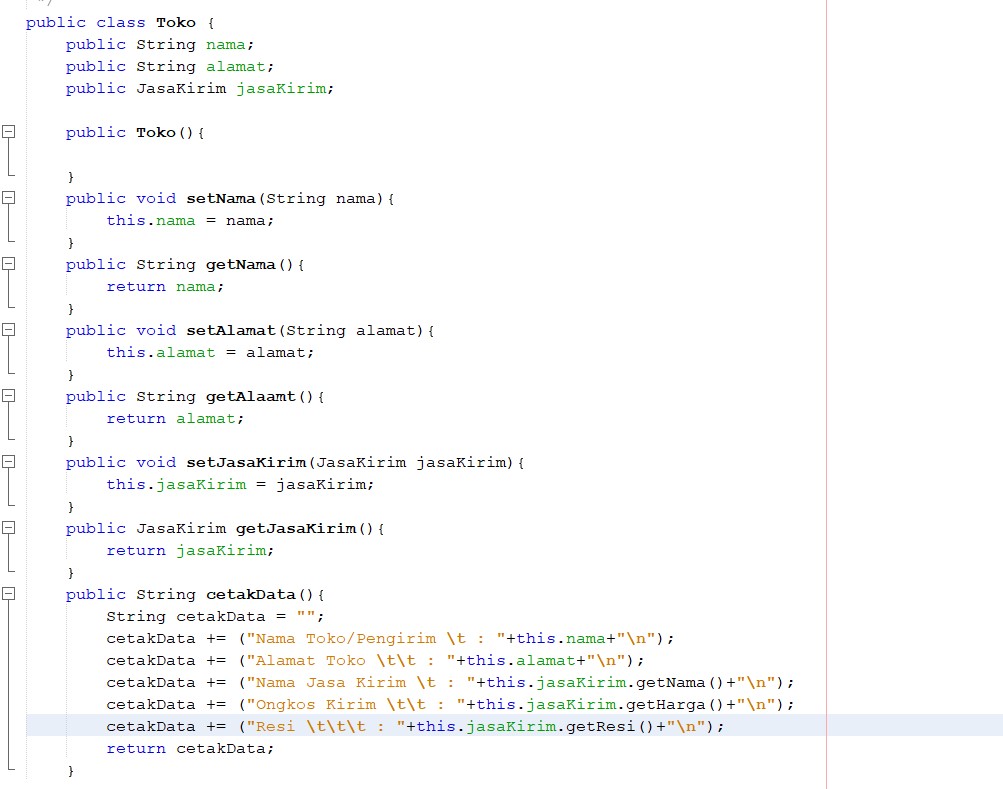 */
public class Toko {
    public String nama;
    public String alamat;
    public JasaKirim jasaKirim;

    public Toko(){

    }
    public void setNama(String nama){
        this.nama = nama;
    }
    public String getNama(){
        return nama;
    }
    public void setAlamat(String alamat){
        this.alamat = alamat;
    }
    public String getAlaamt(){
        return alamat;
    }
    public void setJasaKirim(JasaKirim jasaKirim){
        this.jasaKirim = jasaKirim;
    }
    public JasaKirim getJasaKirim(){
        return jasaKirim;
    }
    public String cetakData(){
        String cetakData = "";
        cetakData += ("Nama Toko/Pengirim \t : "+this.nama+"\n");
        cetakData += ("Alamat Toko \t\t : "+this.alamat+"\n");
        cetakData += ("Nama Jasa Kirim \t : "+this.jasaKirim.getNama()+"\n");
        cetakData += ("Ongkos Kirim \t\t : "+this.jasaKirim.getHarga()+"\n");
        cetakData += ("Resi \t\t\t : "+this.jasaKirim.getResi()+"\n");
        return cetakData;
    }